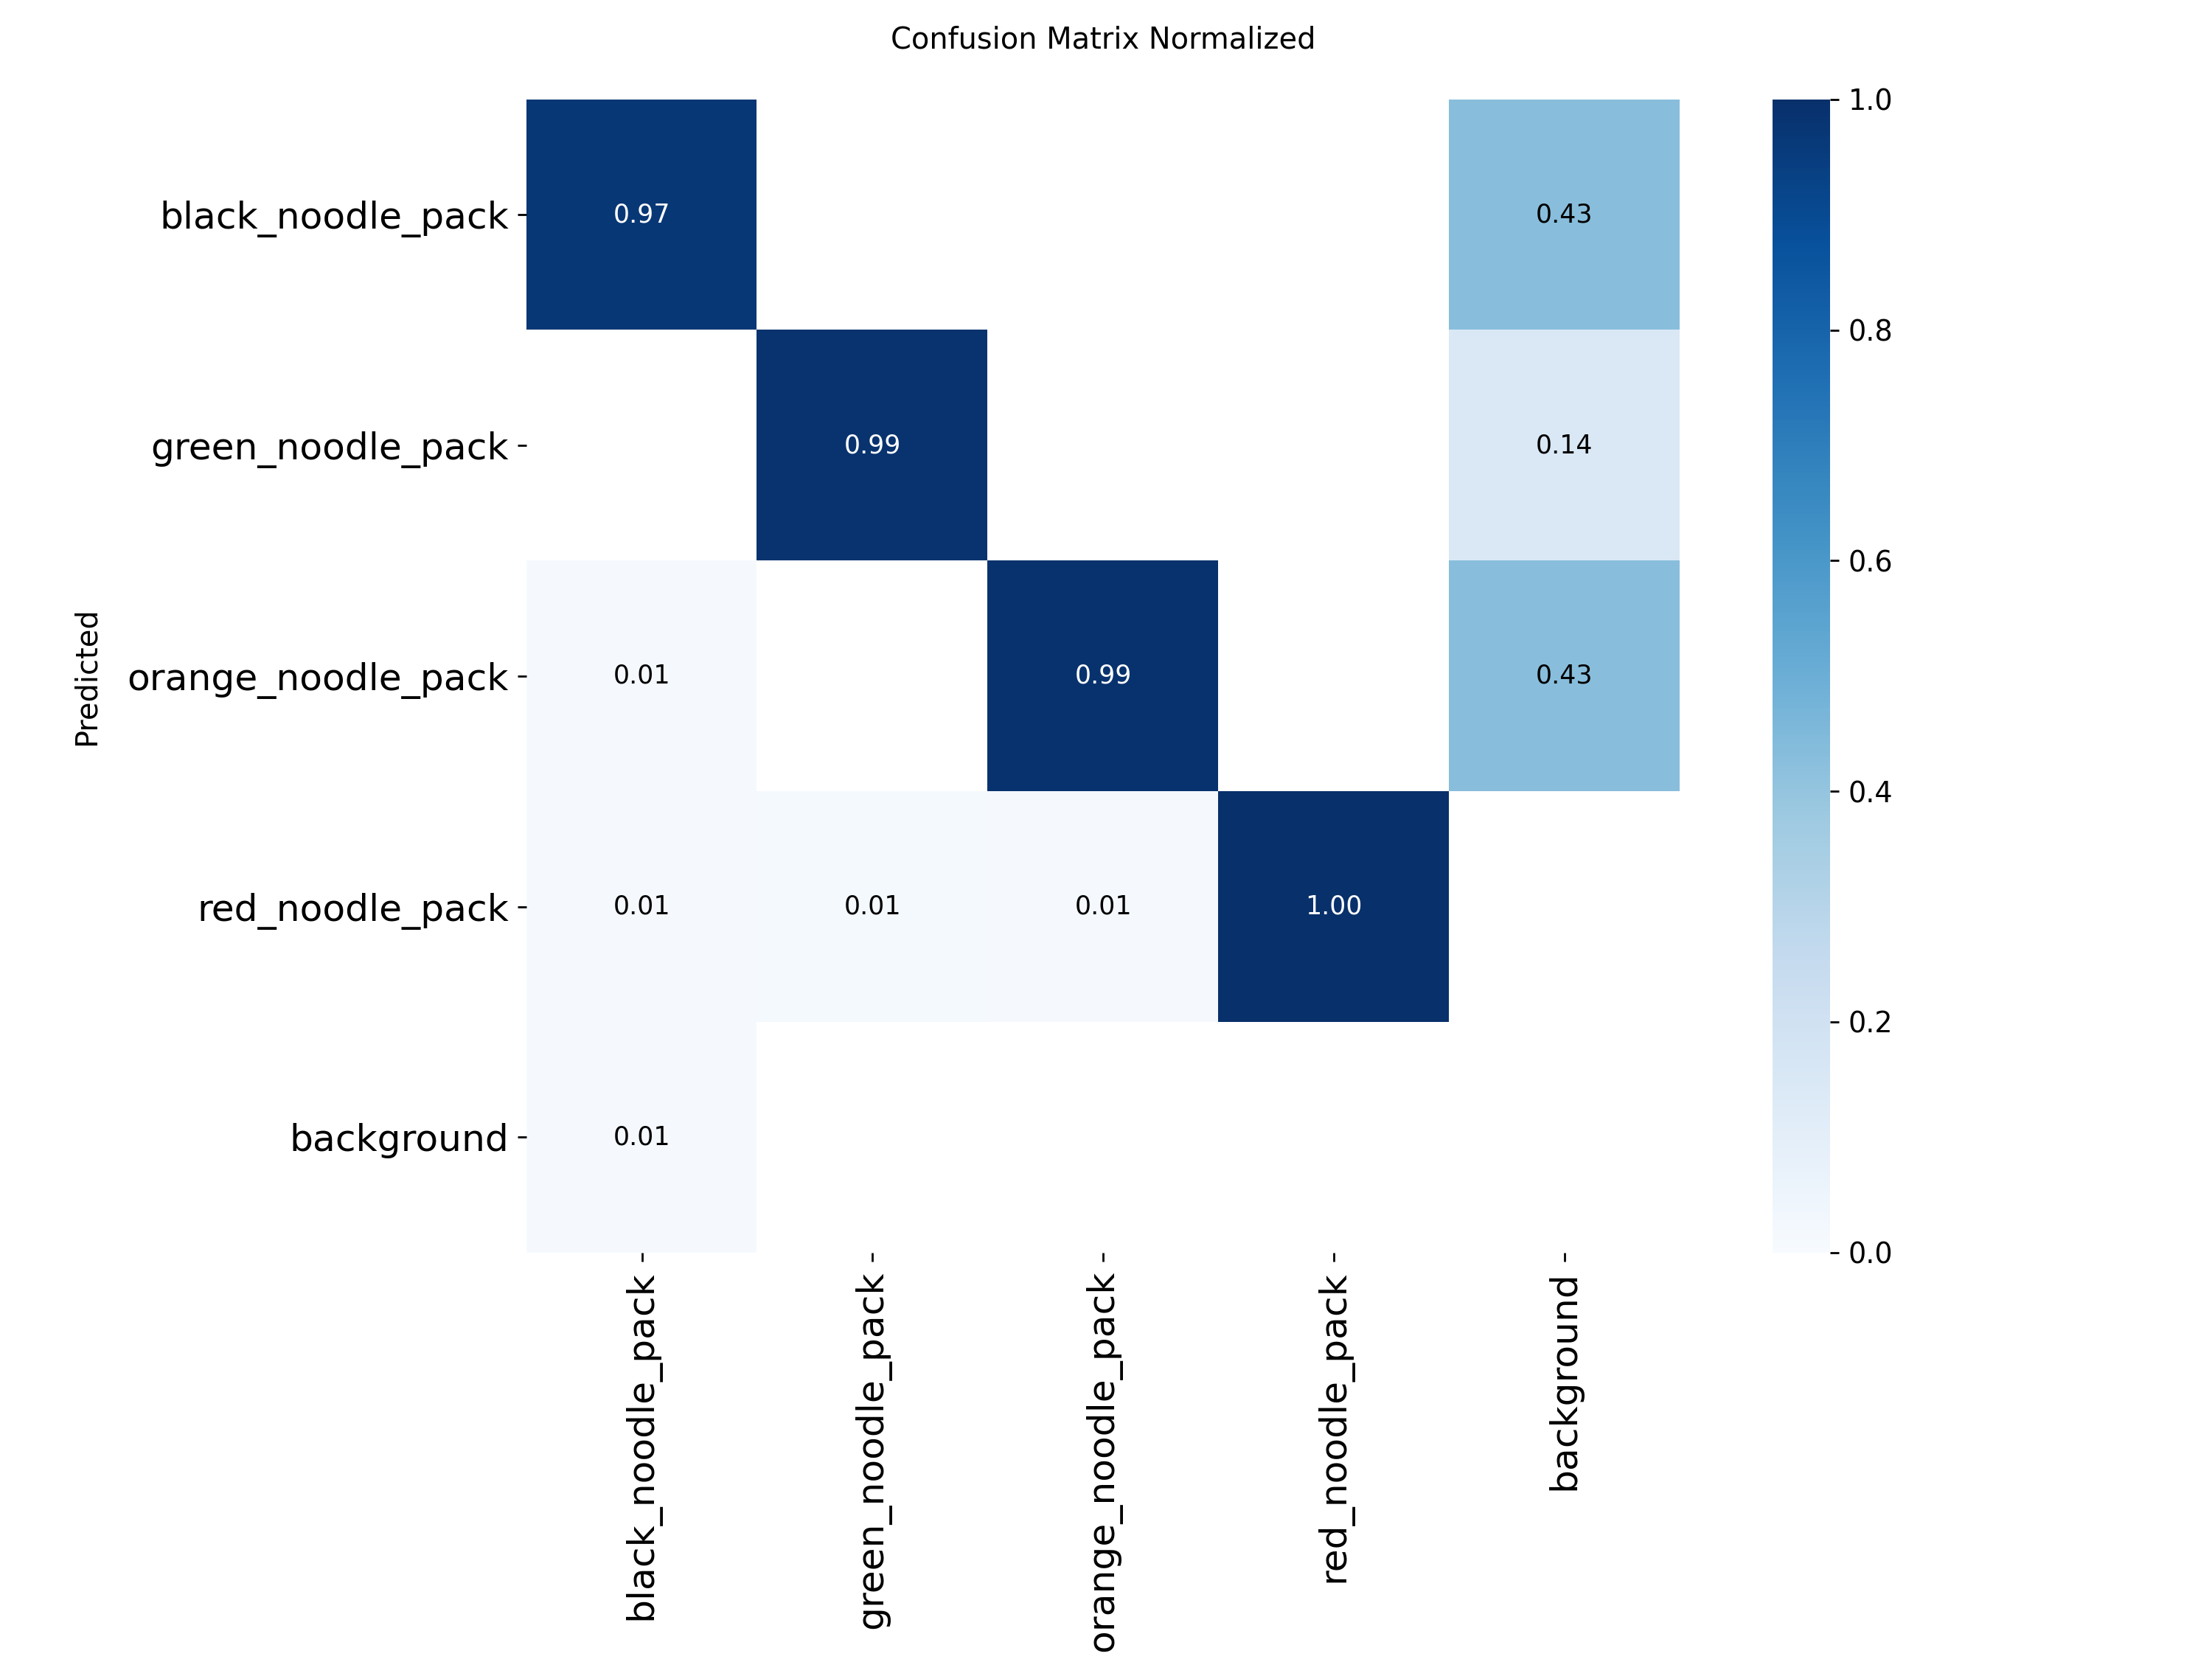 Confusion Matrix Normalized
black_noodle_pack
0.97
0.43
green_noodle_pack
0.99
0.14
orange_noodle_pack
0.01
0.99
0.43
red_noodle_pack
0.01
0.01
0.01
1.00
background
0.01
Predicted
black_noodle_pack
green_noodle_pack
orange_noodle_pack
red_noodle_pack
background
1.0
0.8
0.6
0.4
0.2
0.0